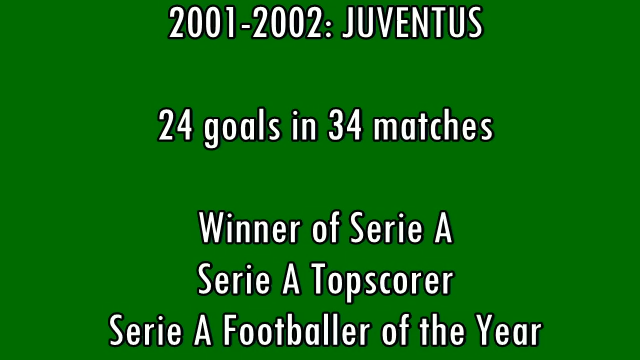 2001-2002: JUVENTUS
24 goals in 34 matches
Winner of Serie A
Serie A Topscorer
Serie A Footballer of the Year